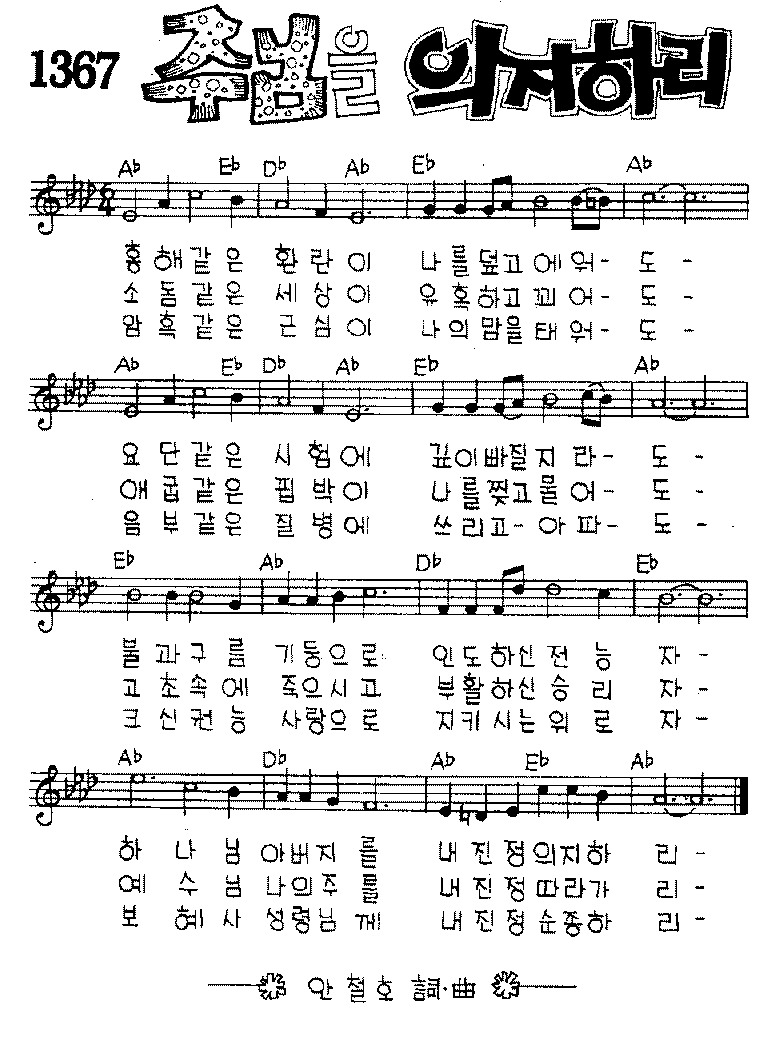 1367 주님을 의지하리
Ab Eb Db Ab Eb Ab
6/4
홍해같은 환란이 나를덮고에워- 도 -
소돔같은 세상이 유혹하고꾀어- 도 -
암흑같은 근심이 나의맘을태워- 도 -
Ab Eb Db Ab Eb Ab
요단같은 시험에 깊이빠질지라- 도 -
애굽같은 핍박이 나를찢고물어- 도 -
음부같은 질병에 쓰리고-아파- 도 -
Eb Ab Db Eb
불과구름 기둥으로 인도하신전능 자 -
고초속에 죽으시고 부활하신승리 자 -
크신권능 사랑으로 지키시는위로 자 -
Ab Db Ab Eb Ab
하나님 아버지를 내진정의지하 리 -
예수님 나의주를 내진정따라가 리 -
보혜사 성령님께 내진정순종하 리 -
안철호 詞·曲